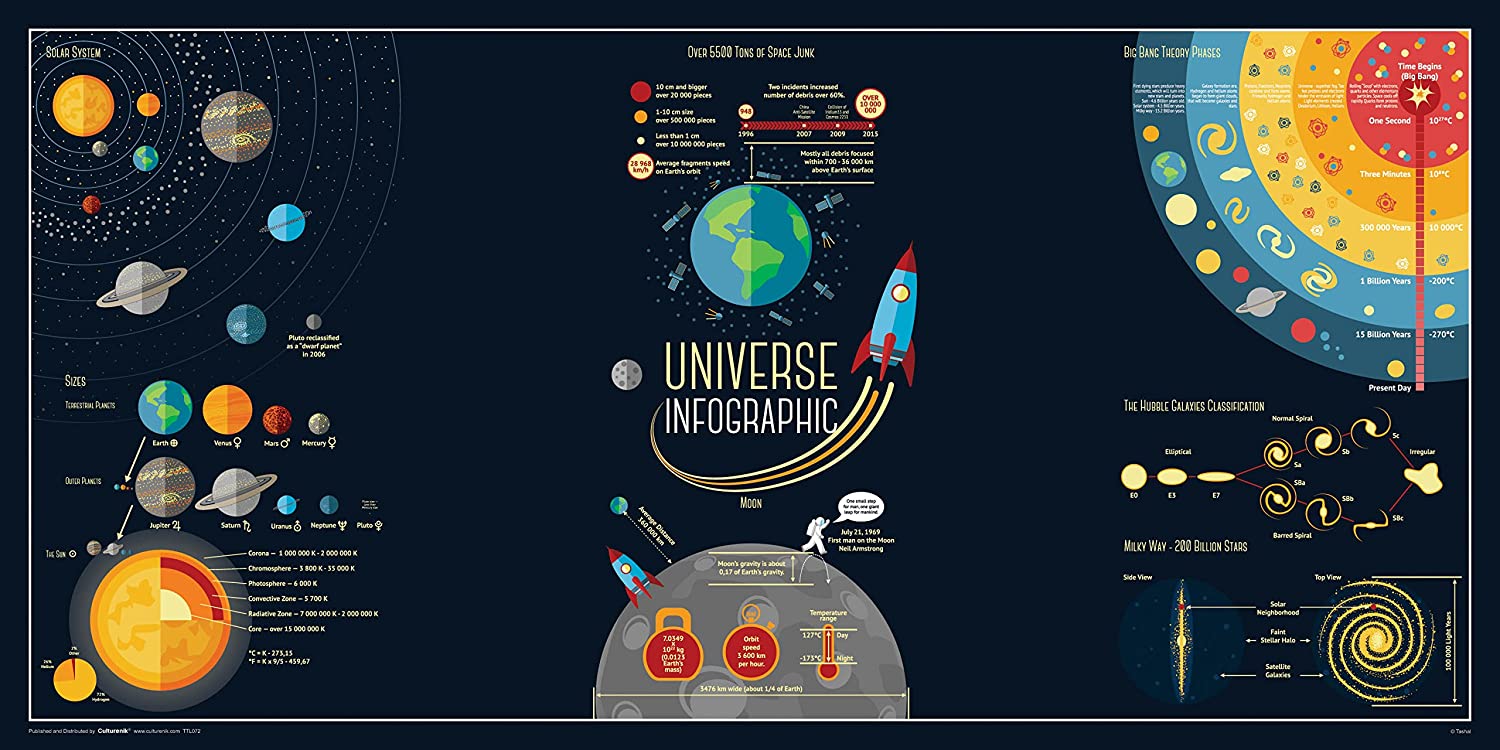 SOLAR SYSTEM
Pluto reclassified
as a "dwarf planet"
in 2006
SIZES
TERRESTRIAL PLANETS
Earth
Venus
Mars
Mercury
OUTER PLANETS
Jupiter
Saturn
Uranus
Neptune
Pluto
THE SUN
Corona — 1 000 000 K - 2 000 000 K
Chromosphere — 3 800 K - 35 000 K
Photosphere — 6 000 K
Convective Zone — 5 700 K
Radiative Zone — 7 000 000 K - 2 000 000 K
Core — over 15 000 000 K
°C = K - 273,15
°F = K x 9/5 - 459,67
2%
Other
Helium
Hydrogen
OVER 5500 TONS OF SPACE JUNK
10 cm and bigger
over 20 000 pieces
1-10 cm size
over 500 000 pieces
Less than 1 cm
over 10 000 000 pieces
28 968
km/h
Average fragments speed
on Earth's orbit
Two incidents increased
number of debris over 60%.
948
China
Anti-Satellite
Mission
Collision of
Iridium33 and
Cosmos 2251
OVER
10 000
000
1996
2007
2009
2015
Mostly all debris focused
within 700 - 36 000 km
above Earth's surface
UNIVERSE
INFOGRAPHIC
MOON
Average Distance
360 000 km
One small step
for man, one giant
leap for mankind
July 21, 1969
First man on the Moon
Neil Armstrong
Moon's gravity is about
0,17 of Earth's gravity.
7.0349
x
10²² kg
(0.0123
Earth's
mass)
Orbit
speed
3 600 km
per hour.
Temperature
range
127°C
Day
-173°C
Night
3476 km wide (about 1/4 of Earth)
BIG BANG THEORY PHASES
Time Begins
(Big Bang)
One Second
10²⁷°C
Three Minutes
300 000 Years
10 000°C
1 Billion Years
-200°C
15 Billion Years
-270°C
Present Day
THE HUBBLE GALAXIES CLASSIFICATION
Normal Spiral
Elliptical
Irregular
E0
E3
E7
Sa
Sb
Sc
SBa
SBb
SBc
Barred Spiral
MILKY WAY - 200 BILLION STARS
Side View
Top View
Solar
Neighborhood
Faint
Stellar Halo
Satellite
Galaxies
100 000 Light Years
Published and Distributed by Culturenik® www.culturenik.com TTL072
© Tashal